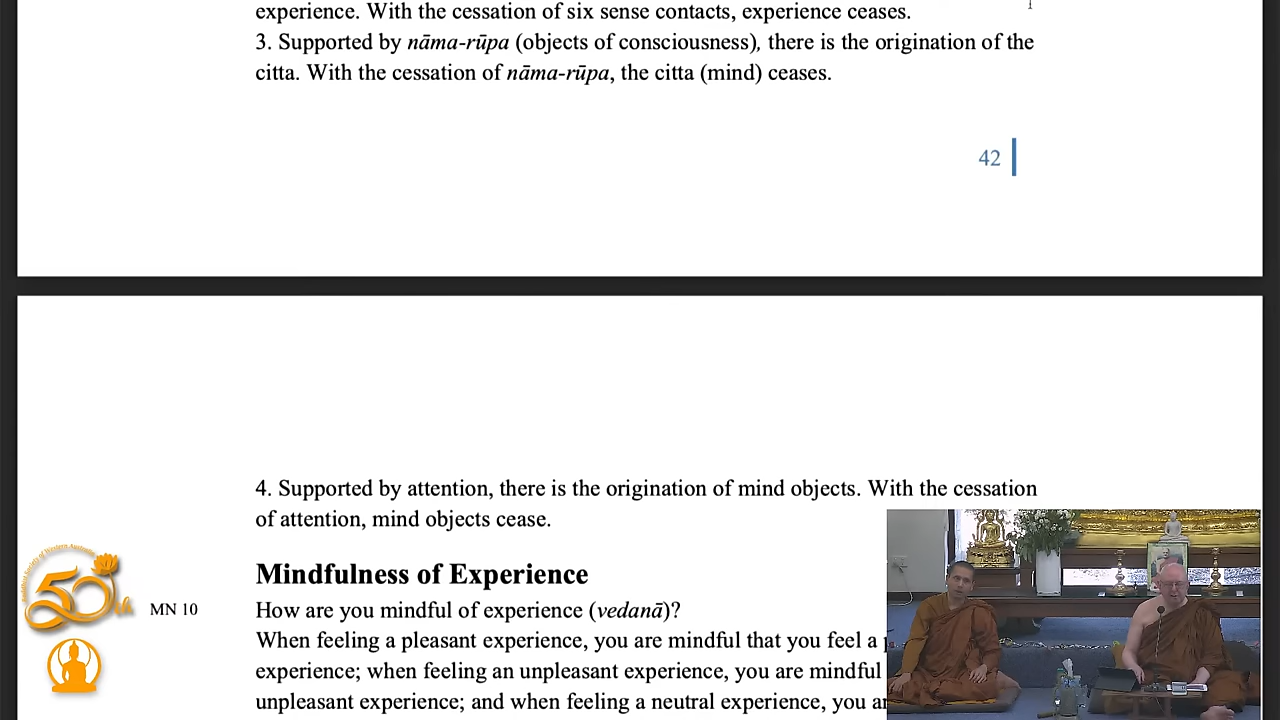 experience. With the cessation of six sense contacts, experience ceases.
3. Supported by nāma-rūpa (objects of consciousness), there is the origination of the
citta. With the cessation of nāma-rūpa, the citta (mind) ceases.
42
4. Supported by attention, there is the origination of mind objects. With the cessation
of attention, mind objects cease.
50th
MN 10
Mindfulness of Experience
How are you mindful of experience (vedanā)?
When feeling a pleasant experience, you are mindful that you feel a
experience; when feeling an unpleasant experience, you are mindful
unpleasant experience; and when feeling a neutral experience, you